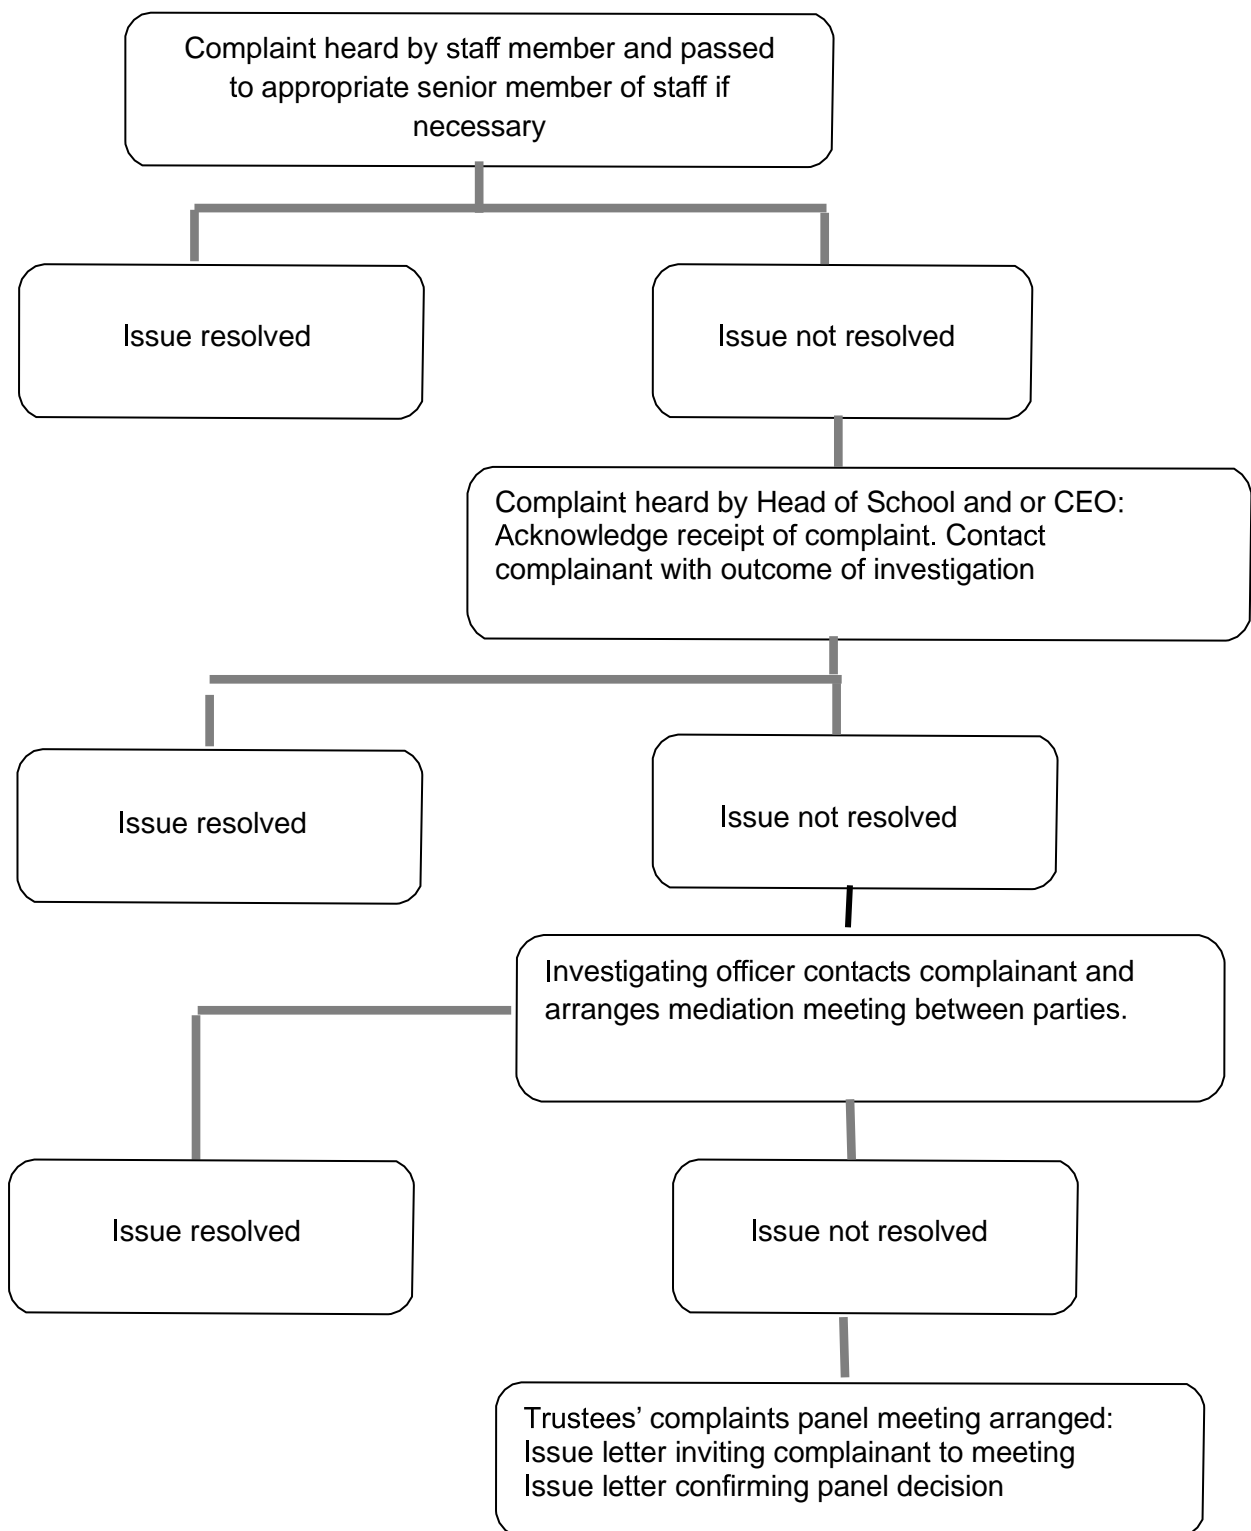 Complaint heard by staff member and passed
to appropriate senior member of staff if
necessary
Issue resolved
Issue not resolved
Complaint heard by Head of School and or CEO:
Acknowledge receipt of complaint. Contact
complainant with outcome of investigation
Issue resolved
Issue not resolved
Investigating officer contacts complainant and
arranges mediation meeting between parties.
Issue resolved
Issue not resolved
Trustees’ complaints panel meeting arranged:
Issue letter inviting complainant to meeting
Issue letter confirming panel decision